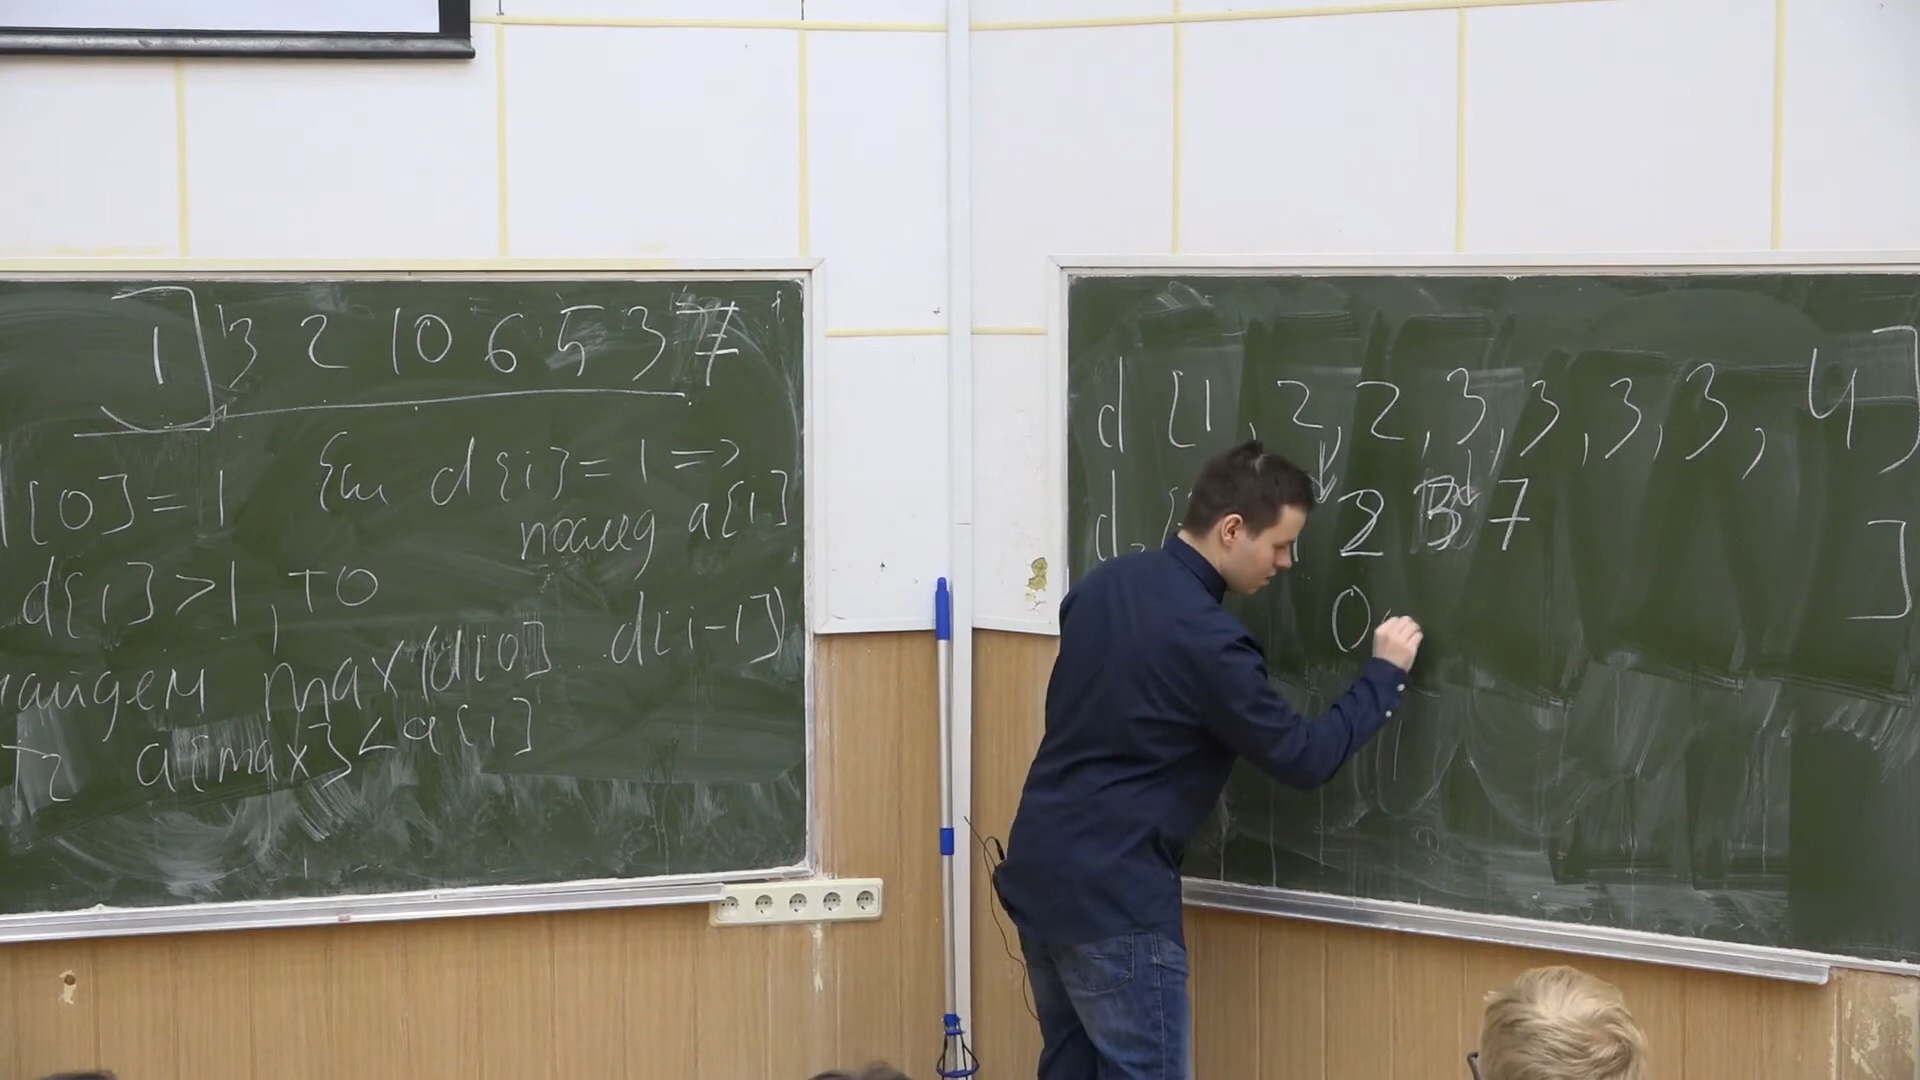 1] 3 2 10 6 5 3 7
[0] = 1 Если d[i] = 1 =>
послед a[i]
d[i] > 1, то
найдем max(d[0] .. d[i-1])
a[max] < a[i]
d [1, 2, 2, 3, 3, 3, 3, 4]
d 2 3 7 ]
0